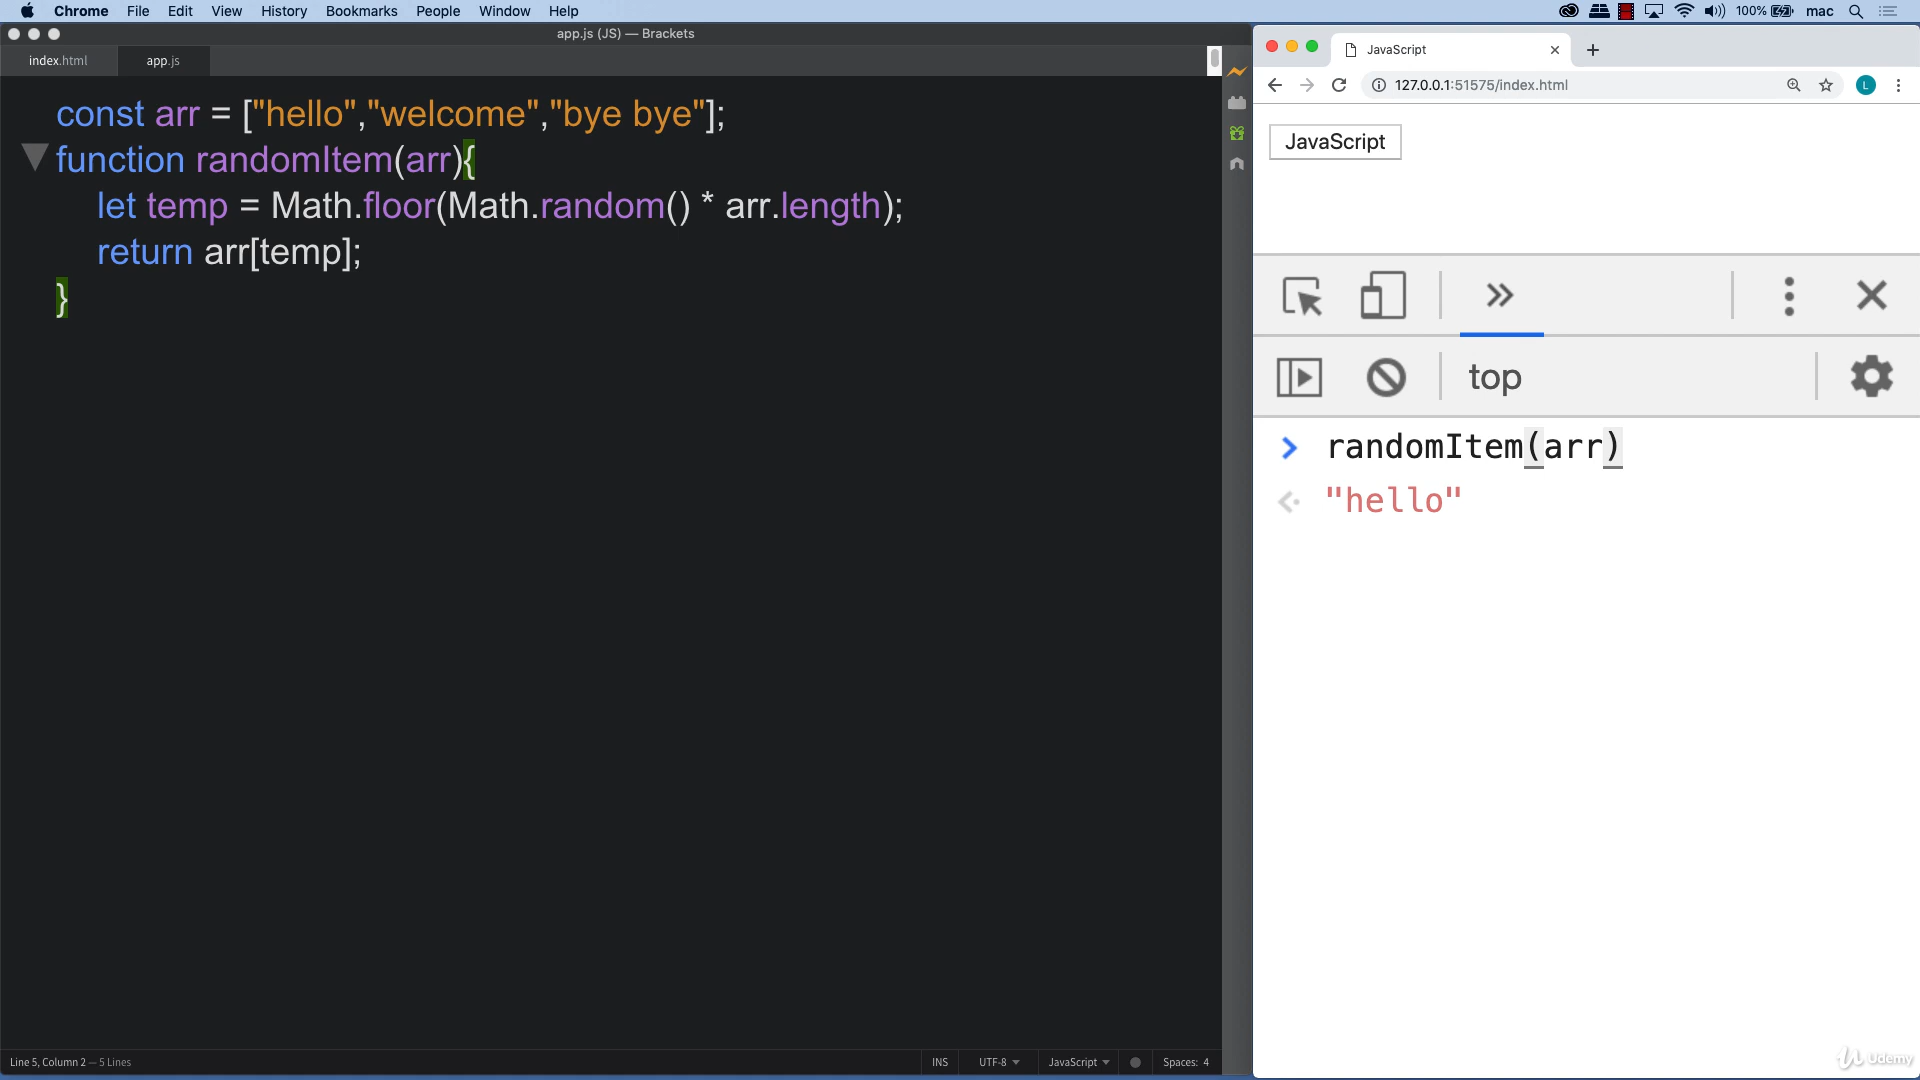 Chrome File Edit View History Bookmarks People Window Help
100% mac
app.js (JS) — Brackets
index.html app.js
const arr = ["hello","welcome","bye bye"];
function randomItem(arr){
let temp = Math.floor(Math.random() * arr.length);
return arr[temp];
}
Line 5, Column 2 — 5 Lines
INS UTF-8 JavaScript Spaces: 4
JavaScript
127.0.0.1:51575/index.html
L
JavaScript
top
randomItem(arr)
"hello"
Udemy